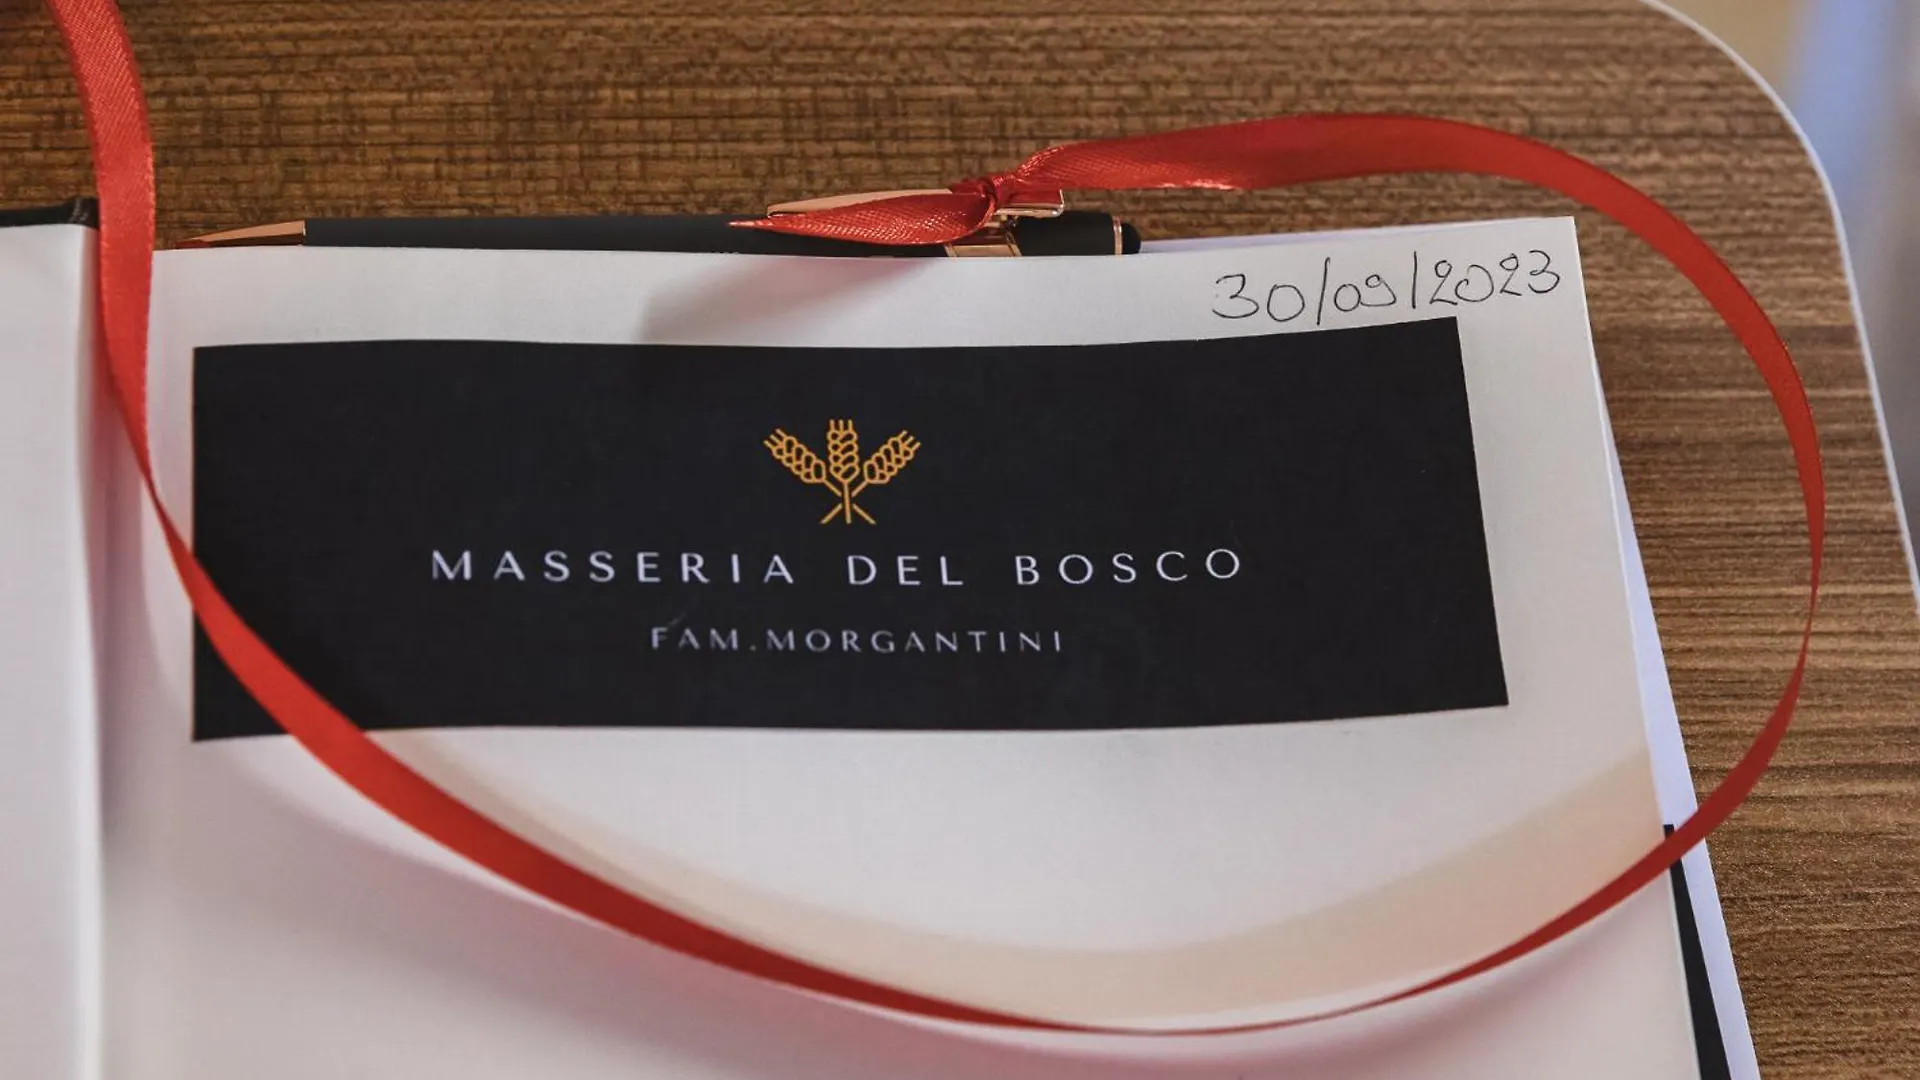 30/09/2023
MASSERIA DEL BOSCO
FAM.MORGANTINI